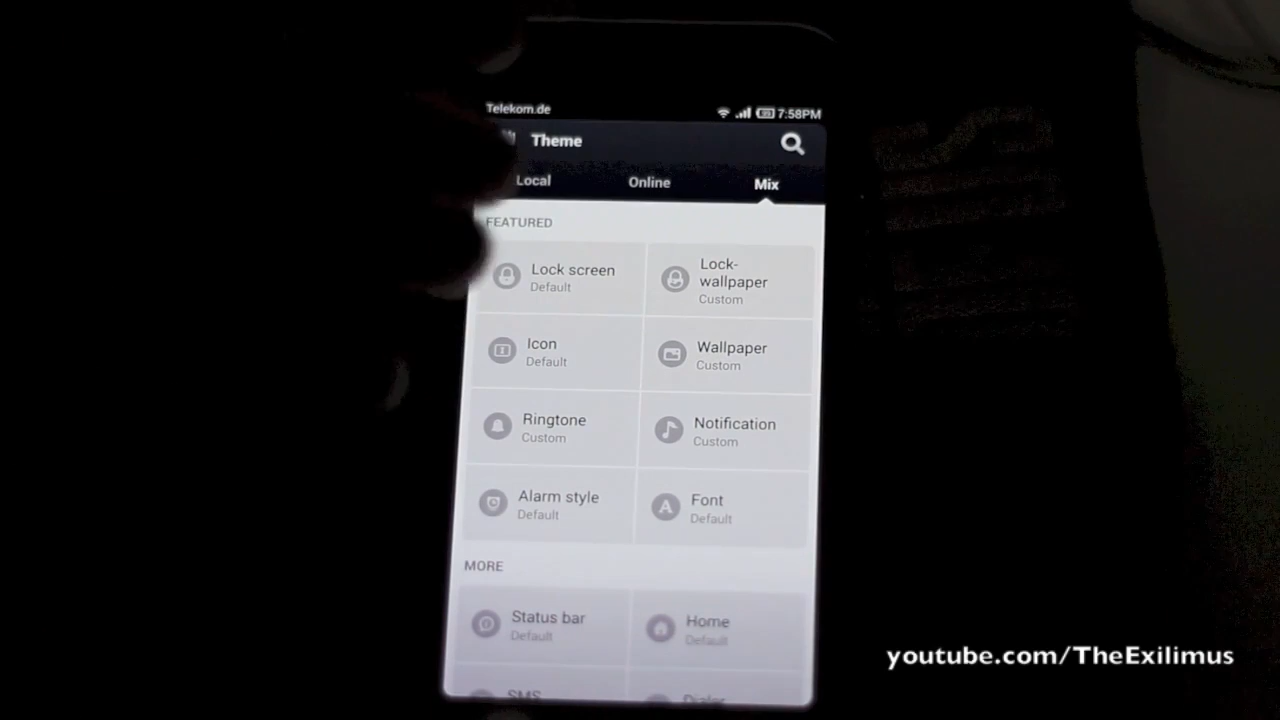 Telekom.de 7:58PM
Theme
Local Online Mix
FEATURED
Lock screen
Default
Lock-
wallpaper
Custom
Icon
Default
Wallpaper
Custom
Ringtone
Custom
Notification
Custom
Alarm style
Default
A
Font
Default
MORE
Status bar
Default
Home
Default
SMS
Dialer
youtube.com/TheExilimus